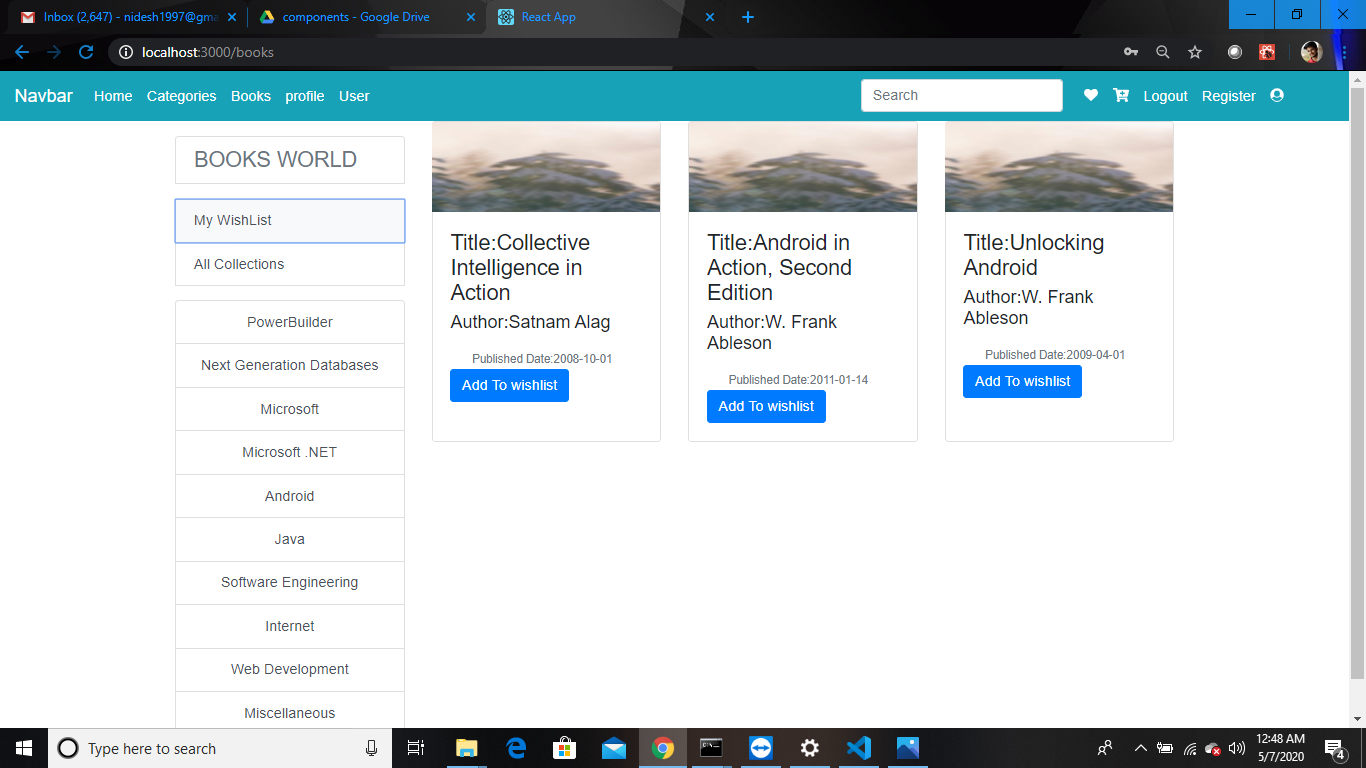 Inbox (2,647) - nidesh1997@gma
components - Google Drive
React App
localhost:3000/books
Navbar Home Categories Books profile User Search Logout Register
BOOKS WORLD
My WishList
All Collections
PowerBuilder
Next Generation Databases
Microsoft
Microsoft .NET
Android
Java
Software Engineering
Internet
Web Development
Miscellaneous
Title:Collective
Intelligence in
Action
Author:Satnam Alag
Published Date:2008-10-01
Add To wishlist
Title:Android in
Action, Second
Edition
Author:W. Frank
Ableson
Published Date:2011-01-14
Add To wishlist
Title:Unlocking
Android
Author:W. Frank
Ableson
Published Date:2009-04-01
Add To wishlist
Type here to search
12:48 AM
5/7/2020
4